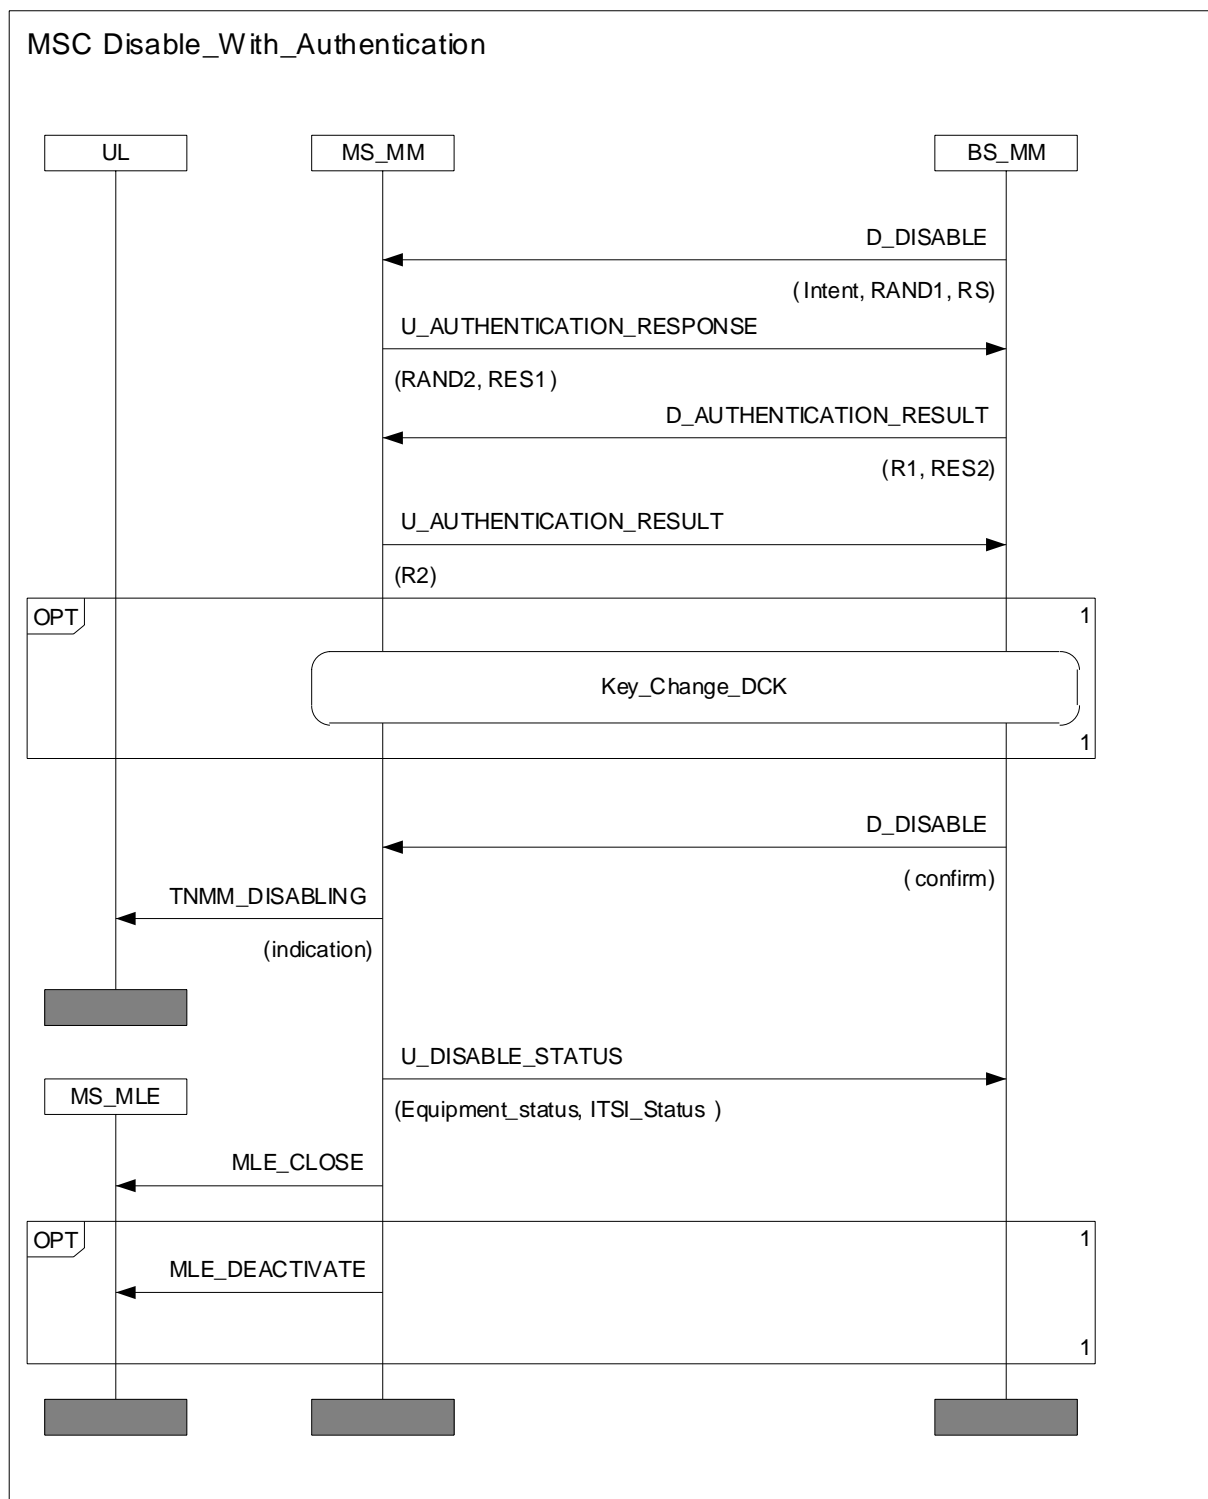 MSC Disable_With_Authentication
UL
MS_MM
BS_MM
D_DISABLE
(Intent, RAND1, RS)
U_AUTHENTICATION_RESPONSE
(RAND2, RES1)
D_AUTHENTICATION_RESULT
(R1, RES2)
U_AUTHENTICATION_RESULT
(R2)
OPT
1
Key_Change_DCK
1
D_DISABLE
(confirm)
TNMM_DISABLING
(indication)
U_DISABLE_STATUS
MS_MLE
(Equipment_status, ITSI_Status )
MLE_CLOSE
OPT
1
MLE_DEACTIVATE
1